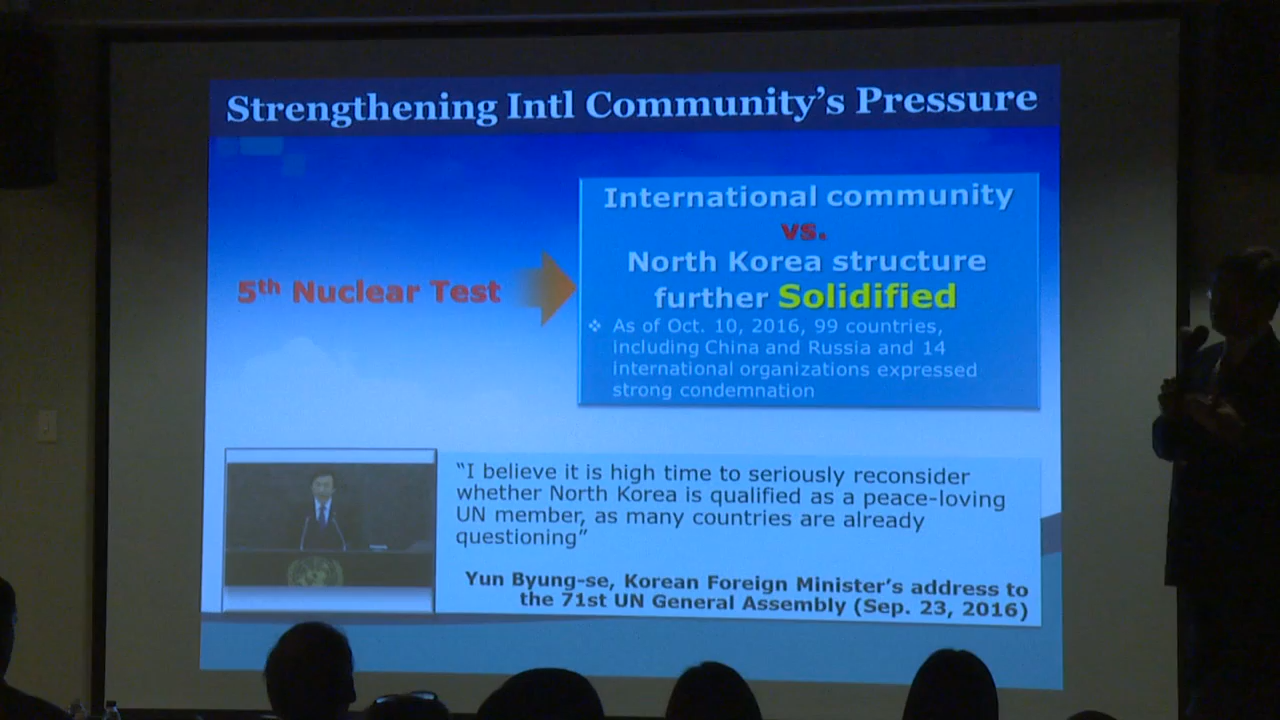 Strengthening Intl Community's Pressure
5th Nuclear Test
International community
vs.
North Korea structure
further Solidified
❖ As of Oct. 10, 2016, 99 countries,
including China and Russia and 14
international organizations expressed
strong condemnation
“I believe it is high time to seriously reconsider
whether North Korea is qualified as a peace-loving
UN member, as many countries are already
questioning”
Yun Byung-se, Korean Foreign Minister's address to
the 71st UN General Assembly (Sep. 23, 2016)